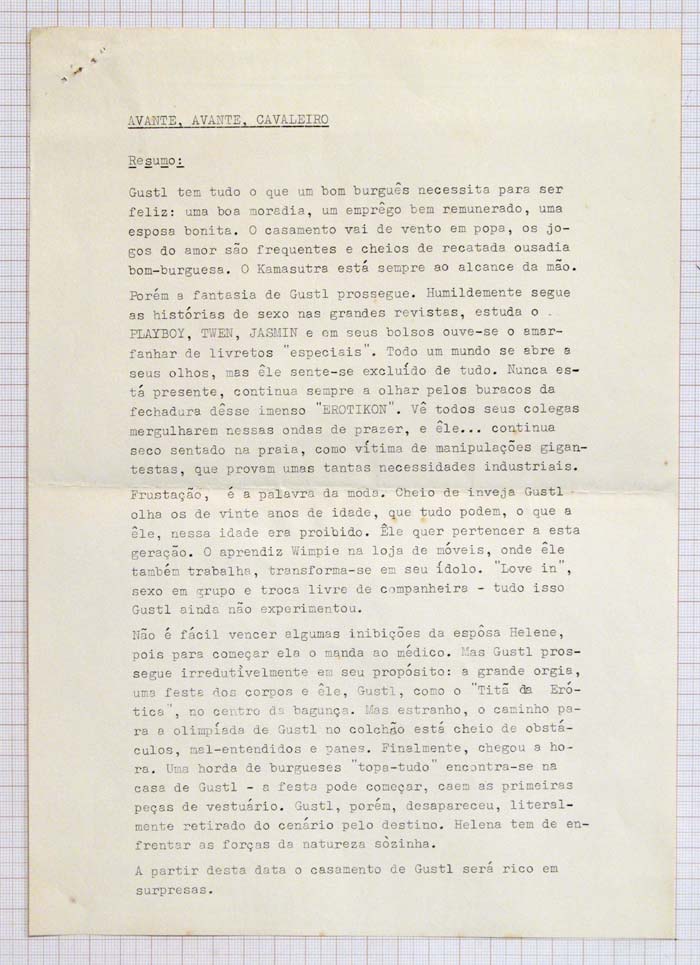 AVANTE, AVANTE, CAVALEIRO
Resumo:
Gustl tem tudo o que um bom burguês necessita para ser
feliz: uma boa moradia, um emprêgo bem remunerado, uma
esposa bonita. O casamento vai de vento em popa, os jo-
gos do amor são frequentes e cheios de recatada ousadia
bom-burguesa. O Kamasutra está sempre ao alcance da mão.
Porém a fantasia de Gustl prossegue. Humildemente segue
as histórias de sexo nas grandes revistas, estuda o
PLAYBOY, TWEN, JASMIN e em seus bolsos ouve-se o amar-
fanhar de livretos "especiais". Todo um mundo se abre a
seus olhos, mas êle sente-se excluído de tudo. Nunca es-
tá presente, continua sempre a olhar pelos buracos da
fechadura dêsse imenso "EROTIKON". Vê todos seus colegas
mergulharem nessas ondas de prazer, e êle... continua
seco sentado na praia, como vítima de manipulações gigan-
testas, que provam umas tantas necessidades industriais.
Frustação, é a palavra da moda. Cheio de inveja Gustl
olha os de vinte anos de idade, que tudo podem, o que a
êle, nessa idade era proibido. Êle quer pertencer a esta
geração. O aprendiz Wimpie na loja de móveis, onde êle
também trabalha, transforma-se em seu ídolo. "Love in",
sexo em grupo e troca livre de companheira - tudo isso
Gustl ainda não experimentou.
Não é fácil vencer algumas inibições da espôsa Helene,
pois para começar ela o manda ao médico. Mas Gustl pros-
segue irredutívelmente em seu propósito: a grande orgia,
uma festa dos corpos e êle, Gustl, como o "Titã da Eró-
tica", no centro da bagunça. Mas estranho, o caminho pa-
ra a olimpíada de Gustl no colchão está cheio de obstá-
culos, mal-entendidos e panes. Finalmente, chegou a ho-
ra. Uma horda de burgueses "topa-tudo" encontra-se na
casa de Gustl - a festa pode começar, caem as primeiras
peças de vestuário. Gustl, porém, desapareceu, literal-
mente retirado do cenário pelo destino. Helena tem de en-
frentar as forças da natureza sòzinha.
A partir desta data o casamento de Gustl será rico em
surpresas.